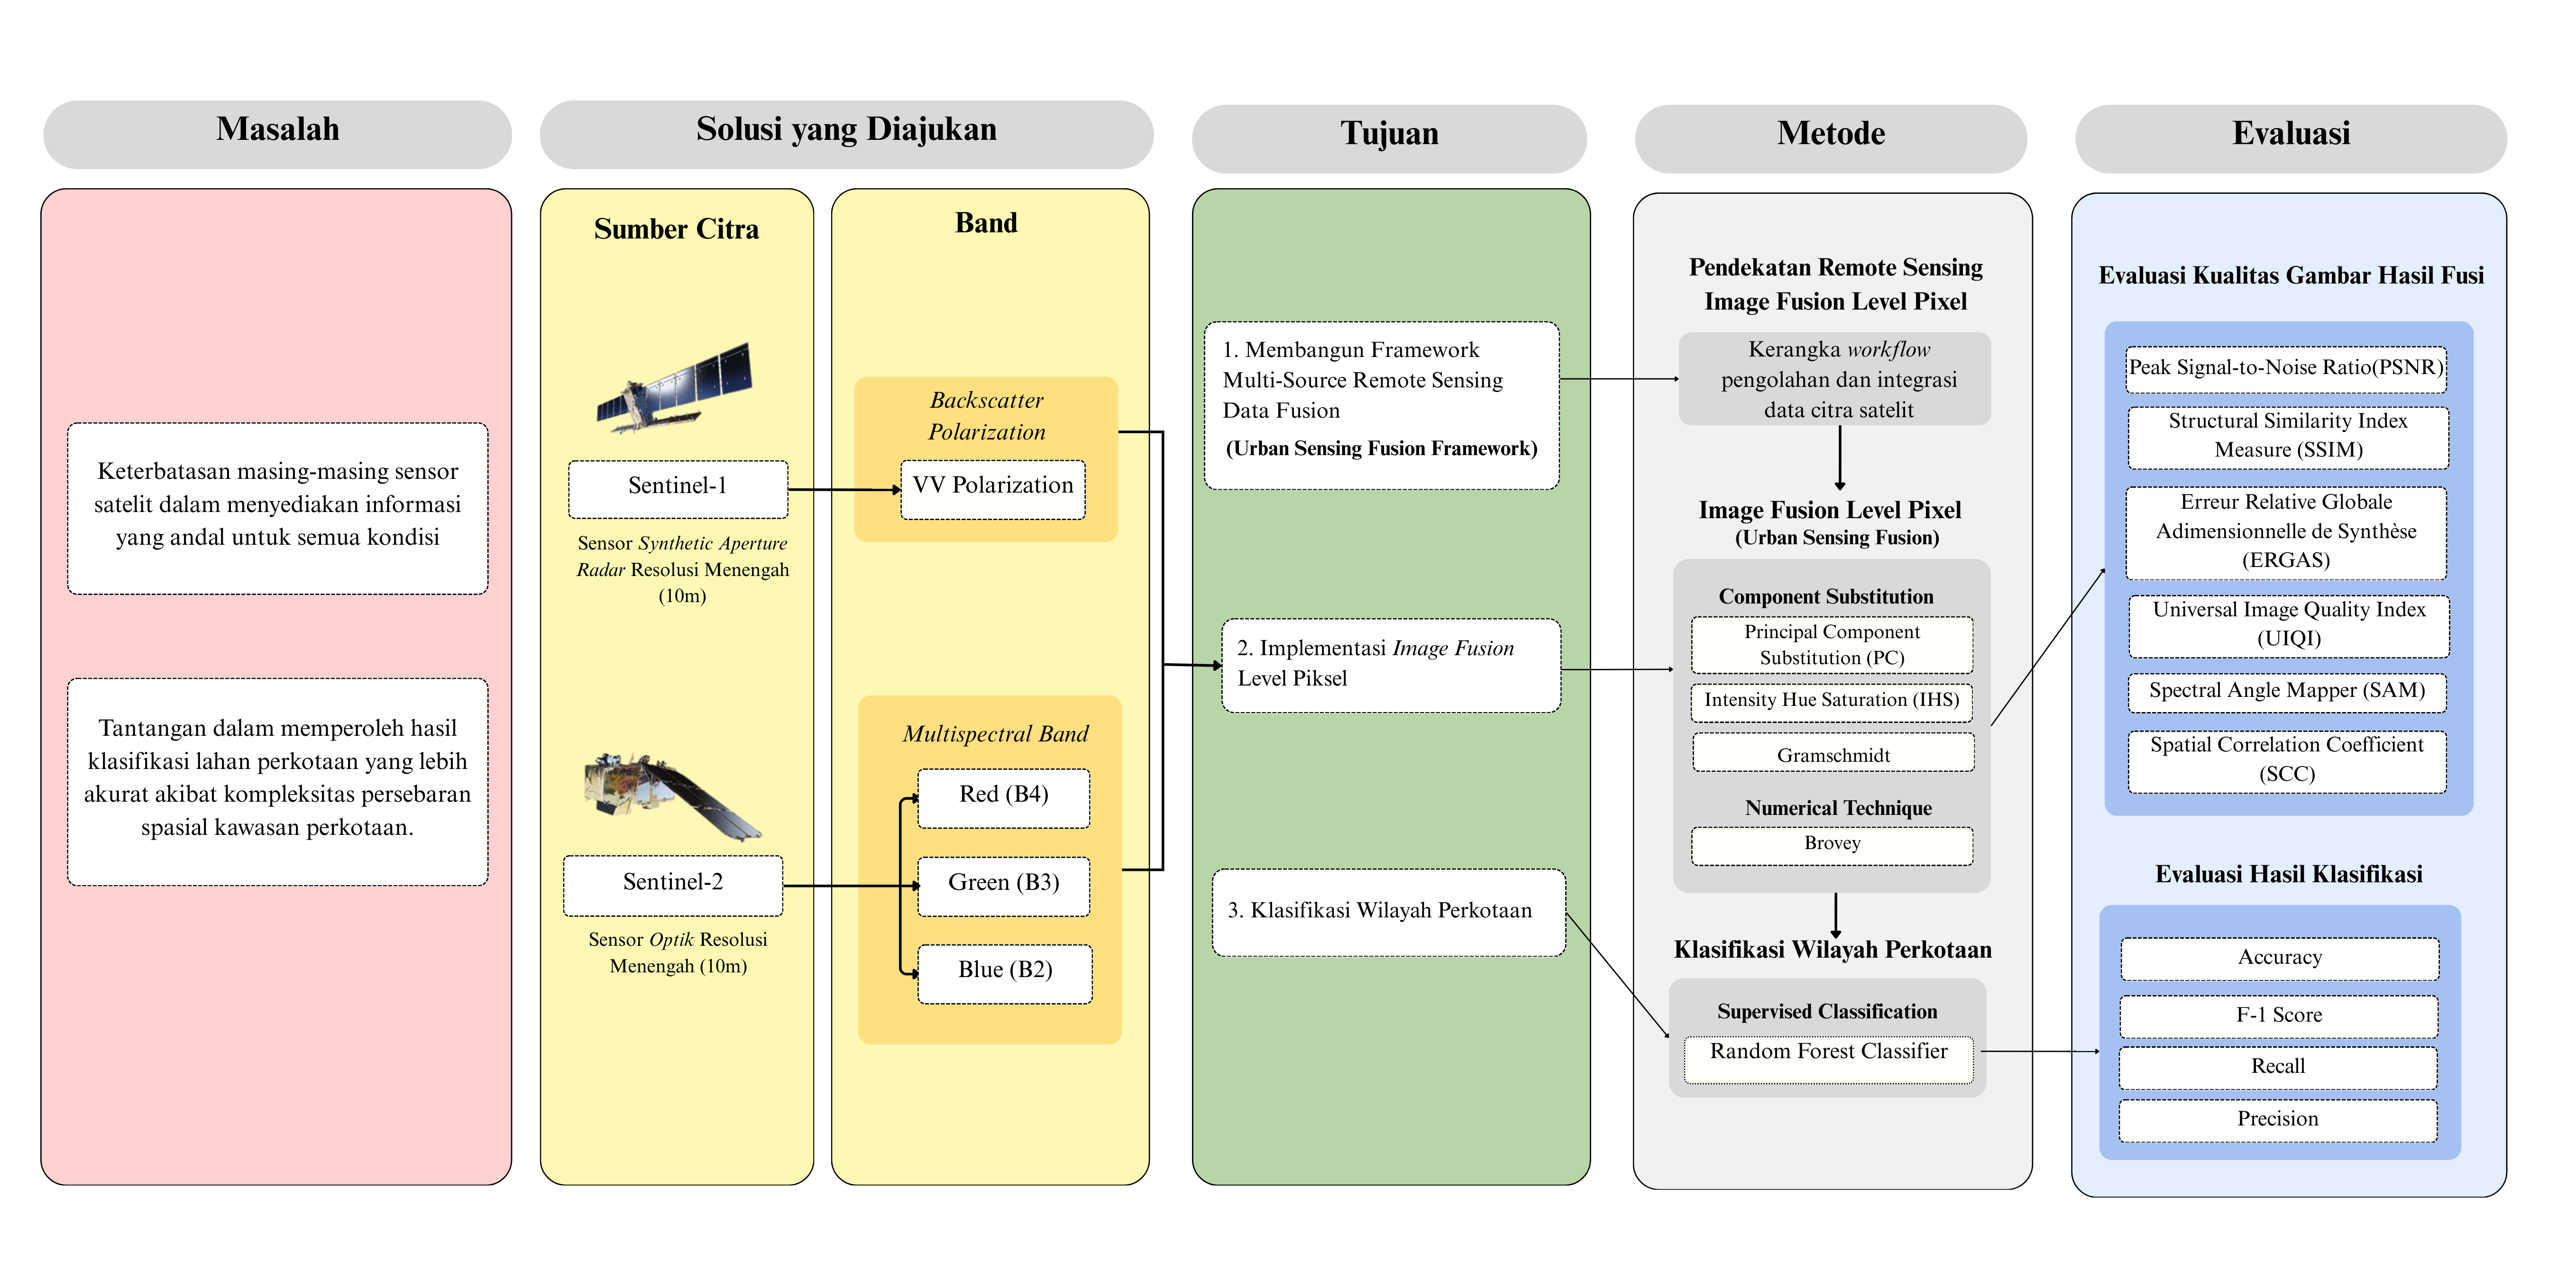 Masalah
Keterbatasan masing-masing sensor
satelit dalam menyediakan informasi
yang andal untuk semua kondisi
Tantangan dalam memperoleh hasil
klasifikasi lahan perkotaan yang lebih
akurat akibat kompleksitas persebaran
spasial kawasan perkotaan.
Solusi yang Diajukan
Sumber Citra
Sentinel-1
Sensor Synthetic Aperture
Radar Resolusi Menengah
(10m)
Sentinel-2
Sensor Optik Resolusi
Menengah (10m)
Band
Backscatter
Polarization
VV Polarization
Multispectral Band
Red (B4)
Green (B3)
Blue (B2)
Tujuan
1. Membangun Framework
Multi-Source Remote Sensing
Data Fusion
(Urban Sensing Fusion Framework)
2. Implementasi Image Fusion
Level Piksel
3. Klasifikasi Wilayah Perkotaan
Metode
Pendekatan Remote Sensing
Image Fusion Level Pixel
Kerangka workflow
pengolahan dan integrasi
data citra satelit
Image Fusion Level Pixel
(Urban Sensing Fusion)
Component Substitution
Principal Component
Substitution (PC)
Intensity Hue Saturation (IHS)
Gramschmidt
Numerical Technique
Brovey
Klasifikasi Wilayah Perkotaan
Supervised Classification
Random Forest Classifier
Evaluasi
Evaluasi Kualitas Gambar Hasil Fusi
Peak Signal-to-Noise Ratio(PSNR)
Structural Similarity Index
Measure (SSIM)
Erreur Relative Globale
Adimensionnelle de Synthèse
(ERGAS)
Universal Image Quality Index
(UIQI)
Spectral Angle Mapper (SAM)
Spatial Correlation Coefficient
(SCC)
Evaluasi Hasil Klasifikasi
Accuracy
F-1 Score
Recall
Precision